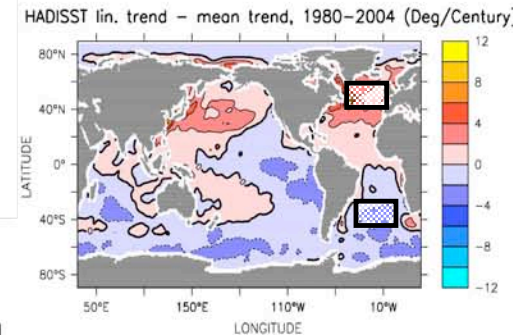 HADISST lin. trend – mean trend, 1980–2004 (Deg/Century)
80°N
40°N
0°
40°S
80°S
LATITUDE
50°E 150°E 110°W 10°W
LONGITUDE
12
8
4
0
−4
−8
−12